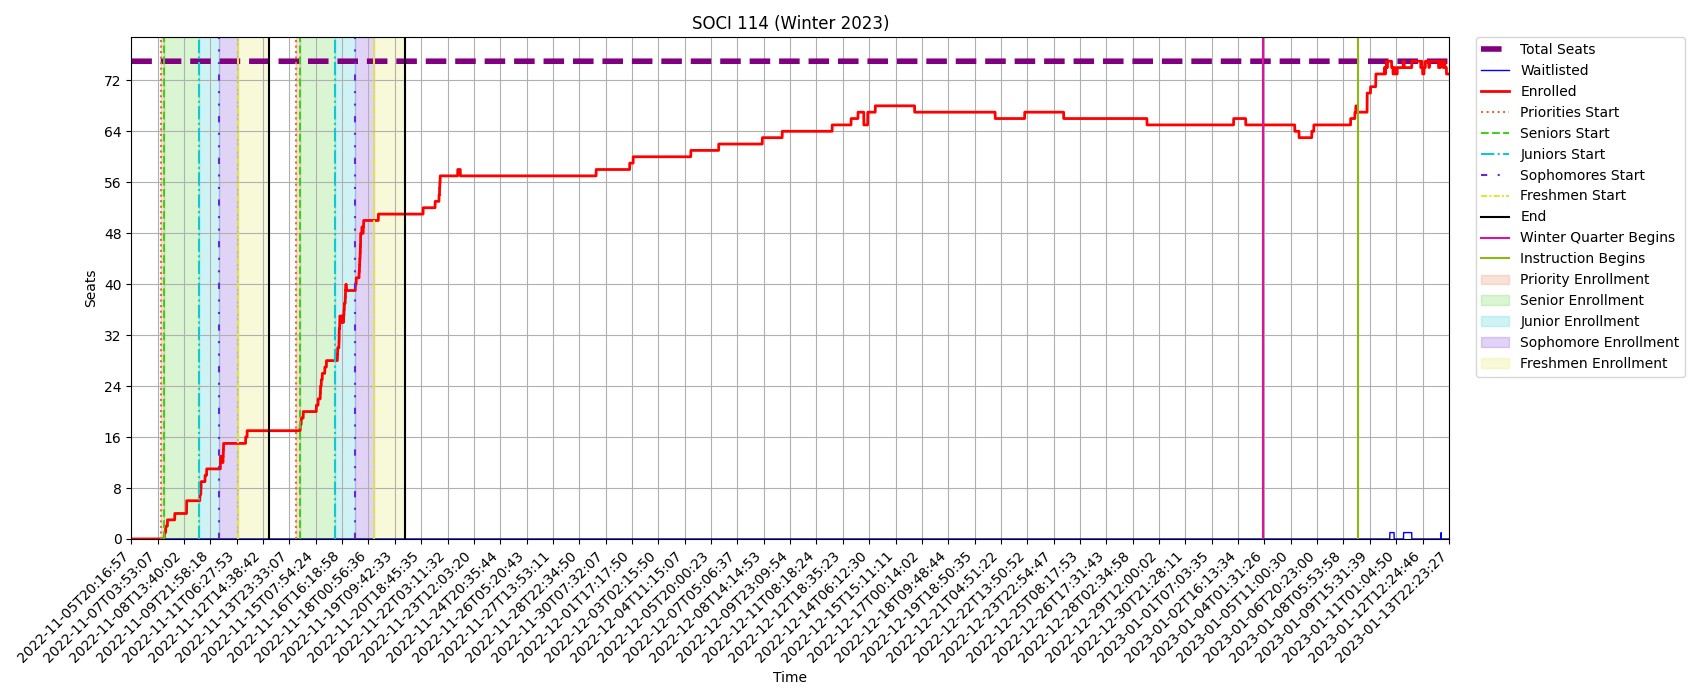 SOCI 114 (Winter 2023)
Seats
72
64
56
48
40
32
24
16
8
0
2022-11-05T20:16:57
2022-11-07T03:53:07
2022-11-08T13:40:02
2022-11-09T21:58:18
2022-11-11T06:27:53
2022-11-12T14:38:42
2022-11-13T23:33:07
2022-11-15T07:54:24
2022-11-16T16:18:59
2022-11-18T00:56:36
2022-11-19T09:42:33
2022-11-20T18:45:35
2022-11-22T03:11:32
2022-11-23T12:03:20
2022-11-24T20:35:44
2022-11-26T05:20:43
2022-11-27T13:53:11
2022-11-28T22:34:50
2022-11-30T07:32:07
2022-12-01T17:17:50
2022-12-03T02:15:50
2022-12-04T11:15:07
2022-12-05T20:00:23
2022-12-07T05:06:37
2022-12-08T14:14:53
2022-12-09T23:09:54
2022-12-11T08:18:24
2022-12-12T18:35:23
2022-12-14T06:12:30
2022-12-15T15:11:11
2022-12-17T00:14:02
2022-12-18T09:48:44
2022-12-19T18:50:35
2022-12-21T04:51:22
2022-12-22T13:50:52
2022-12-23T22:54:47
2022-12-25T08:17:53
2022-12-26T17:31:43
2022-12-28T02:34:58
2022-12-29T12:00:02
2022-12-30T21:28:11
2023-01-01T07:03:35
2023-01-02T16:13:34
2023-01-04T01:31:26
2023-01-05T11:00:30
2023-01-06T20:23:00
2023-01-08T05:53:58
2023-01-09T15:31:39
2023-01-11T01:04:50
2023-01-12T12:24:46
2023-01-13T22:23:27
Time
Total Seats
Waitlisted
Enrolled
Priorities Start
Seniors Start
Juniors Start
Sophomores Start
Freshmen Start
End
Winter Quarter Begins
Instruction Begins
Priority Enrollment
Senior Enrollment
Junior Enrollment
Sophomore Enrollment
Freshmen Enrollment